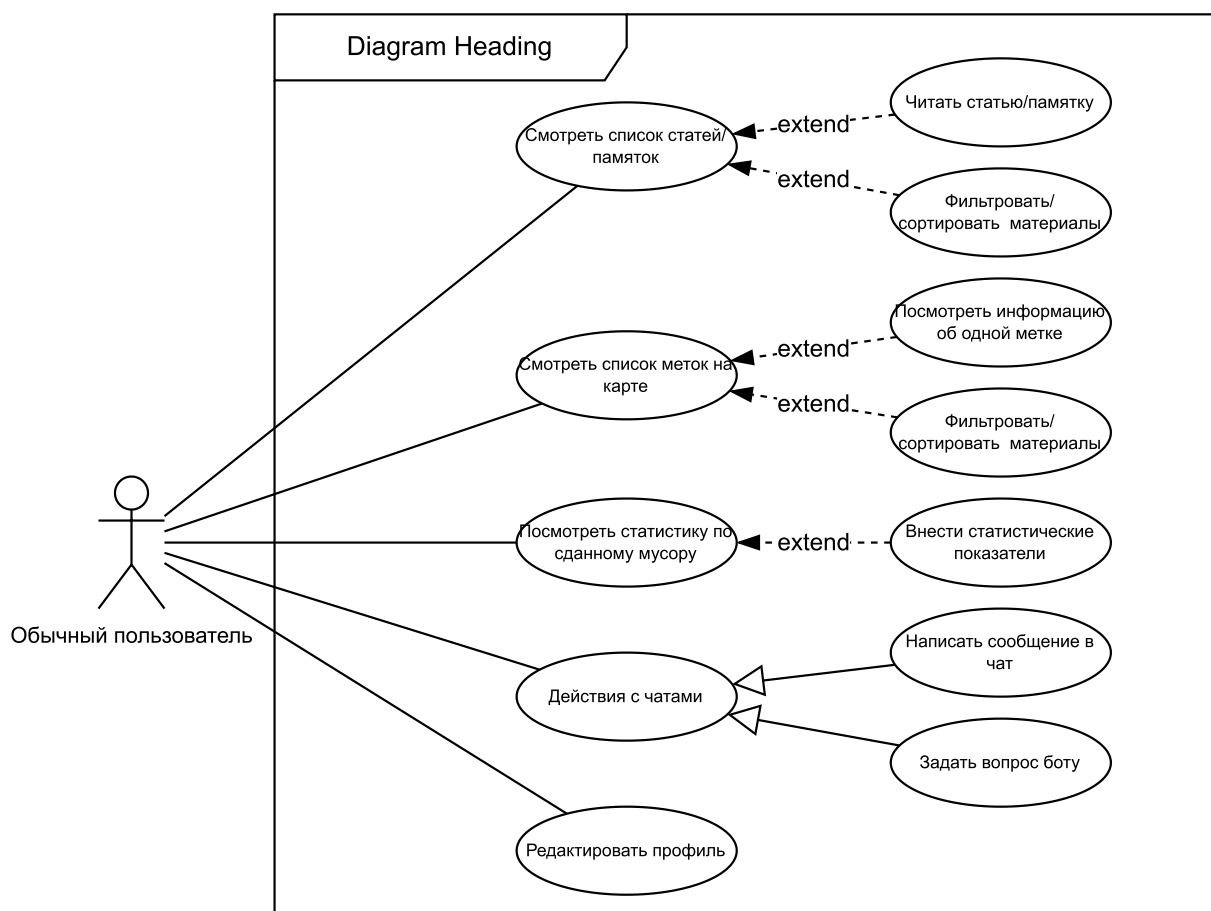 Diagram Heading
Читать статью/памятку
Смотреть список статей/
памяток
extend
extend
Фильтровать/
сортировать  материалы
Посмотреть информацию
об одной метке
Смотреть список меток на
карте
extend
extend
Фильтровать/
сортировать  материалы
Посмотреть статистику по
сданному мусору
extend
Внести статистические
показатели
Обычный пользователь
Написать сообщение в
чат
Действия с чатами
Задать вопрос боту
Редактировать профиль